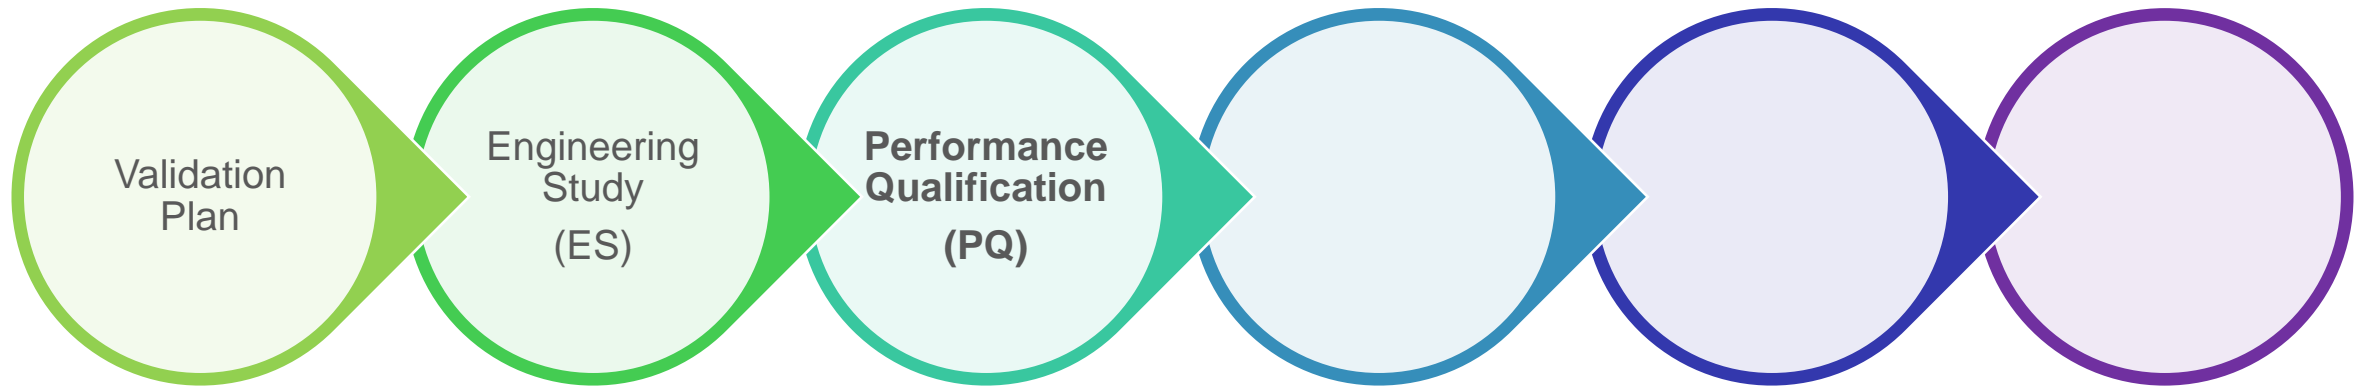 Validation
Plan
Engineering
Study
(ES)
Performance
Qualification
(PQ)